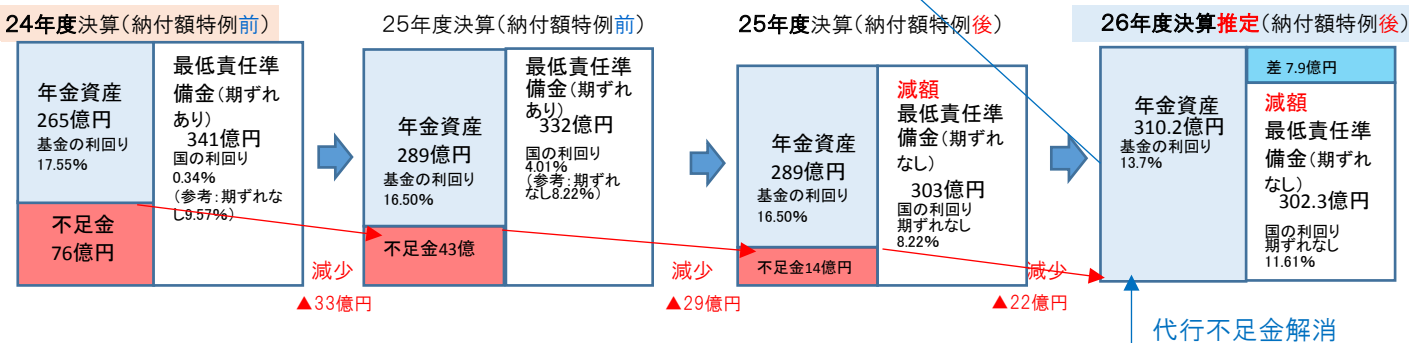 24年度決算(納付額特例前)
年金資産
265億円
基金の利回り
17.55%
不足金
76億円
最低責任準
備金(期ずれ
あり)
341億円
国の利回り
0.34%
(参考:期ずれな
し9.57%)
減少
▲33億円
25年度決算(納付額特例前)
年金資産
289億円
基金の利回り
16.50%
不足金43億
最低責任準
備金(期ずれ
あり)
332億円
国の利回り
4.01%
(参考:期ずれ
なし8.22%)
減少
▲29億円
25年度決算(納付額特例後)
年金資産
289億円
基金の利回り
16.50%
不足金14億円
減額
最低責任準
備金(期ずれ
なし)
303億円
国の利回り
期ずれなし
8.22%
減少
▲22億円
26年度決算推定(納付額特例後)
年金資産
310.2億円
基金の利回り
13.7%
差 7.9億円
減額
最低責任準
備金(期ずれ
なし)
302.3億円
国の利回り
期ずれなし
11.61%
代行不足金解消